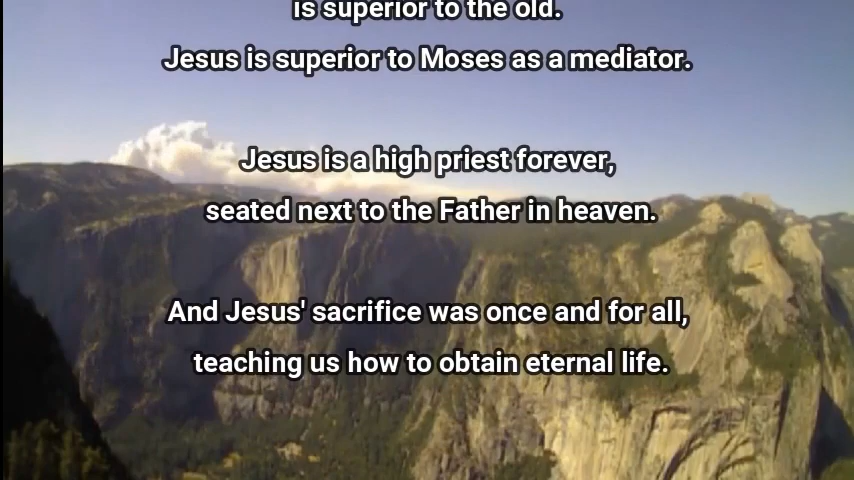 is superior to the old.
Jesus is superior to Moses as a mediator.
Jesus is a high priest forever,
seated next to the Father in heaven.
And Jesus' sacrifice was once and for all,
teaching us how to obtain eternal life.